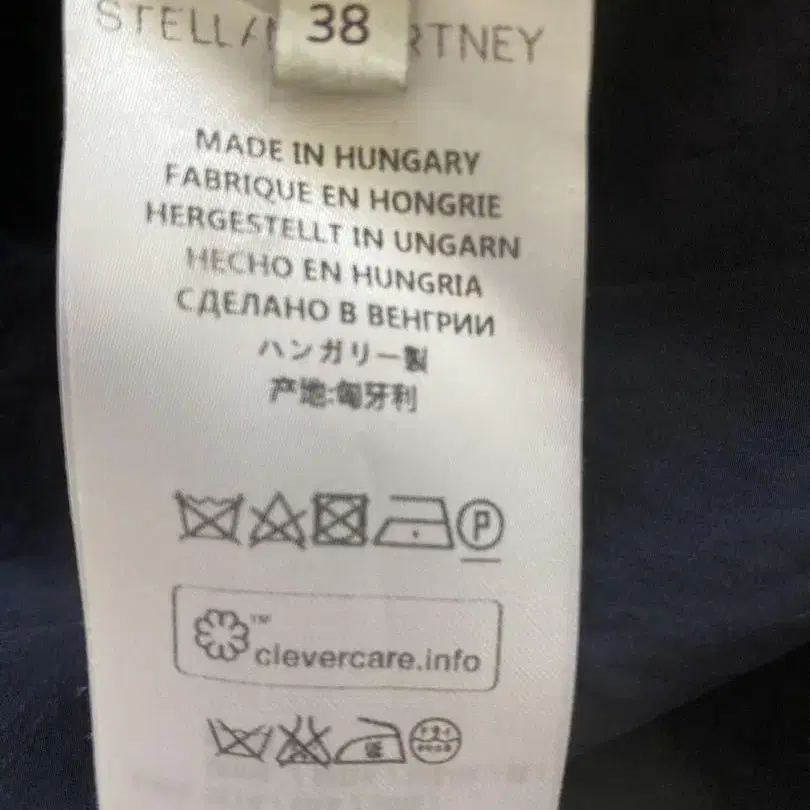 38
MADE IN HUNGARY
FABRIQUE EN HONGRIE
HERGESTELLT IN UNGARN
HECHO EN HUNGRIA
СДЕЛАНО В ВЕНГРИИ
ハンガリー製
产地:匈牙利
P
™
clevercare.info